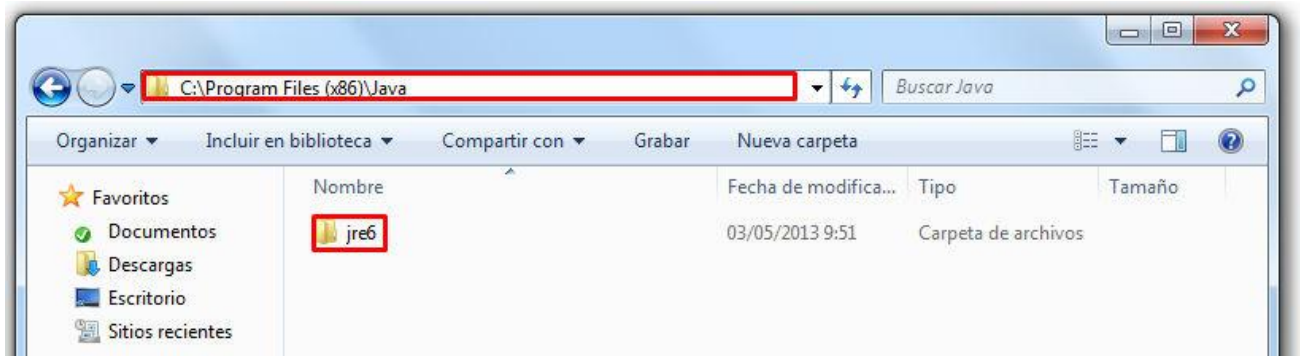 C:\Program Files (x86)\Java
Buscar Java
Organizar Incluir en biblioteca Compartir con Grabar Nueva carpeta
Favoritos
Documentos
Descargas
Escritorio
Sitios recientes
Nombre Fecha de modifica... Tipo Tamaño
jre6 03/05/2013 9:51 Carpeta de archivos